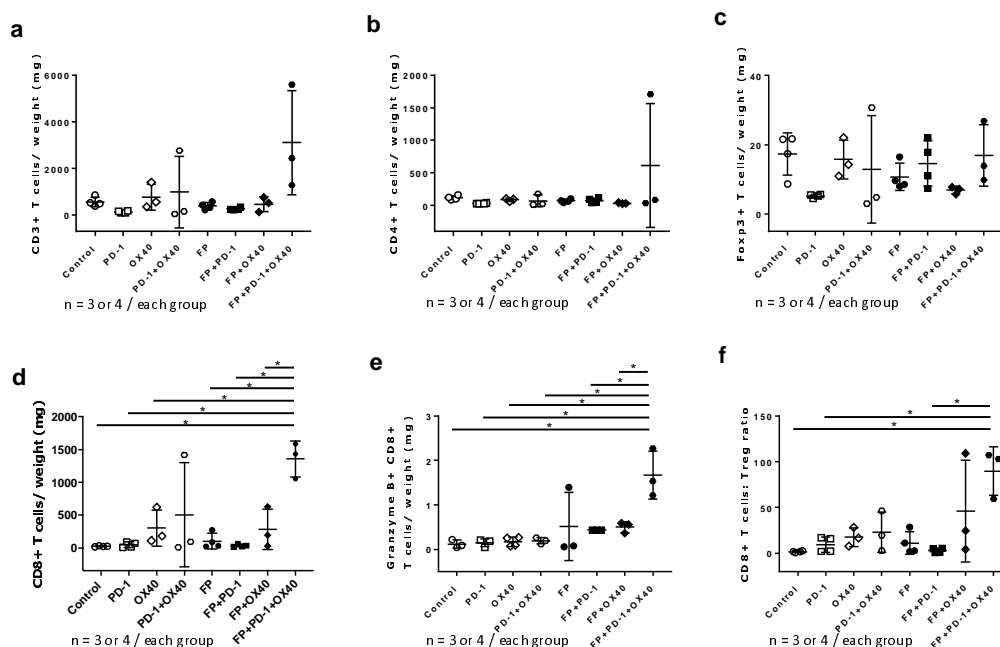 a
CD3+ T cells/ weight (mg)
6000
4000
2000
0
Control
PD-1
OX40
PD-1+OX40
FP
FP+PD-1
FP+OX40
FP+PD-1+OX40
n = 3 or 4 / each group
b
CD4+ T cells/ weight (mg)
2000
1500
1000
500
0
Control
PD-1
OX40
PD-1+OX40
FP
FP+PD-1
FP+OX40
FP+PD-1+OX40
n = 3 or 4 / each group
c
Foxp3+ T cells/ weight (mg)
40
20
0
Control
PD-1
OX40
PD-1+OX40
FP
FP+PD-1
FP+OX40
FP+PD-1+OX40
n = 3 or 4 / each group
d
*
*
*
*
*
*
CD8+ T cells/ weight (mg)
2000
1500
1000
500
0
Control
PD-1
OX40
PD-1+OX40
FP
FP+PD-1
FP+OX40
FP+PD-1+OX40
n = 3 or 4 / each group
e
*
*
*
*
*
*
Granzyme B+ CD8+
T cells/ weight (mg)
3
2
1
0
Control
PD-1
OX40
PD-1+OX40
FP
FP+PD-1
FP+OX40
FP+PD-1+OX40
n = 3 or 4 / each group
f
*
*
*
CD8+ T cells: Treg ratio
150
100
50
0
Control
PD-1
OX40
PD-1+OX40
FP
FP+PD-1
FP+OX40
FP+PD-1+OX40
n = 3 or 4 / each group